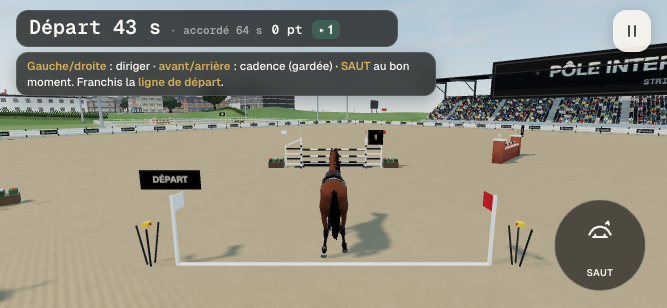 Départ 43 s · accordé 64 s 0 pt ▸1
Gauche/droite : diriger · avant/arrière : cadence (gardée) · SAUT au bon
moment. Franchis la ligne de départ.
PÔLE INTER
STRI
1
DÉPART
SAUT